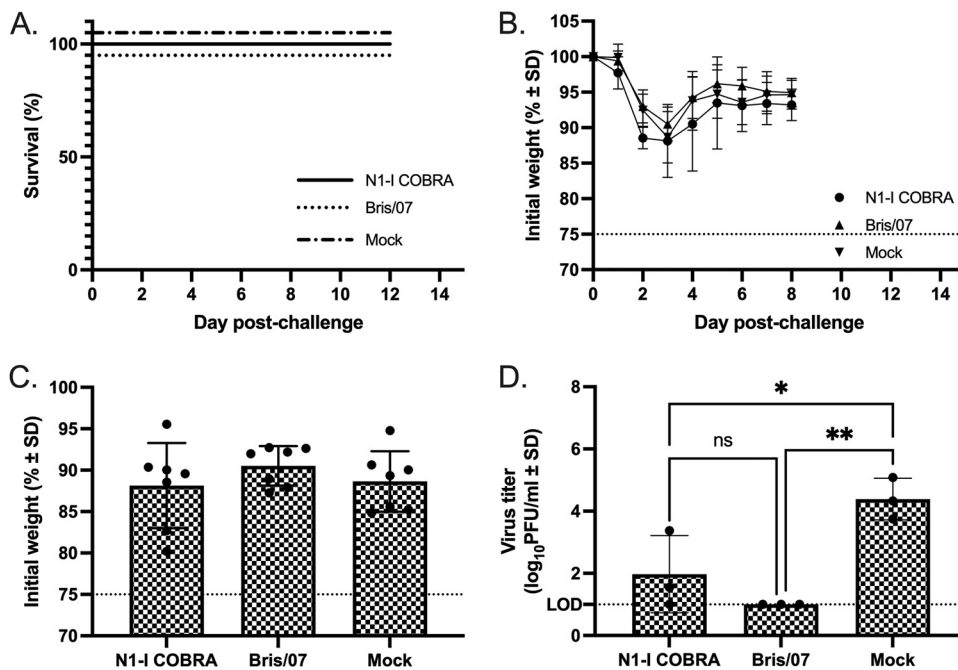 A.
Survival (%)
100
50
0
N1-I COBRA
Bris/07
Mock
0 2 4 6 8 10 12 14
Day post-challenge
B.
Initial weight (% ± SD)
100
95
90
85
80
75
70
N1-I COBRA
Bris/07
Mock
0 2 4 6 8 10 12 14
Day post-challenge
C.
Initial weight (% ± SD)
100
95
90
85
80
75
70
N1-I COBRA Bris/07 Mock
D.
Virus titer
(log₁₀PFU/ml ± SD)
8
6
4
2
LOD
0
*
ns
**
N1-I COBRA Bris/07 Mock